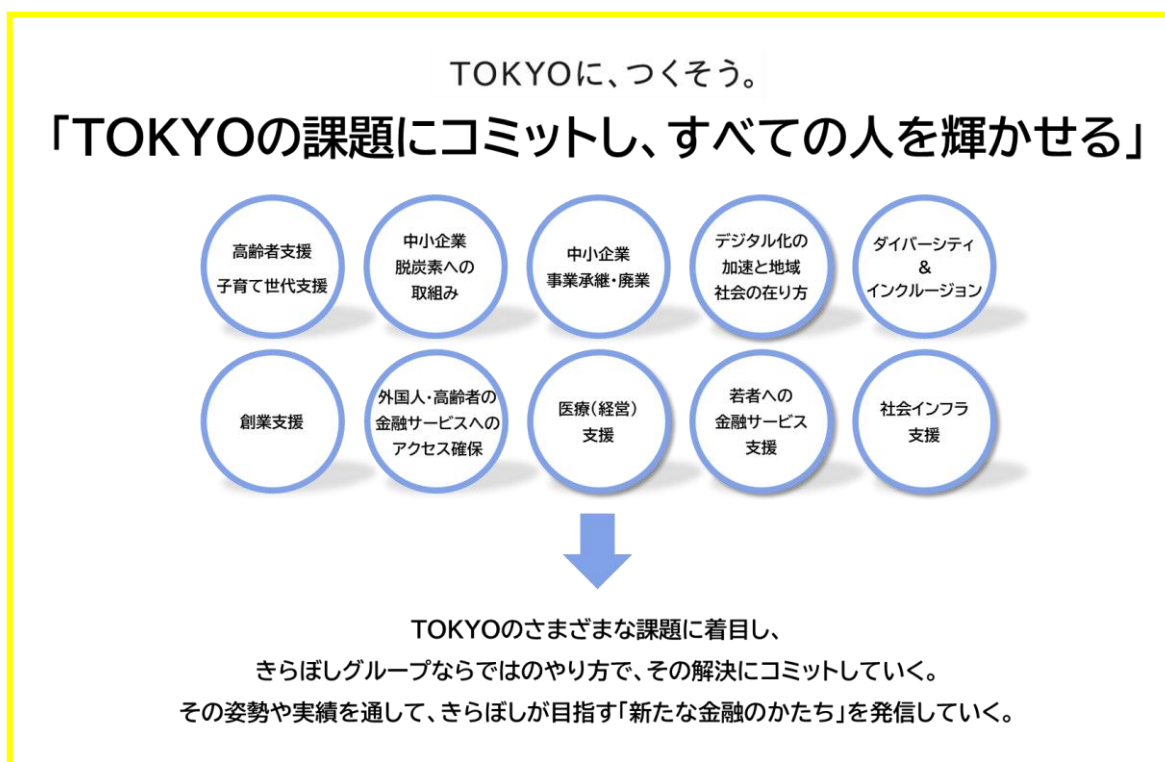 TOKYOに、つくそう。
「TOKYOの課題にコミットし、すべての人を輝かせる」
高齢者支援
子育て世代支援
中小企業
脱炭素への
取組み
中小企業
事業承継・廃業
デジタル化の
加速と地域
社会の在り方
ダイバーシティ
&
インクルージョン
創業支援
外国人・高齢者の
金融サービスへの
アクセス確保
医療(経営)
支援
若者への
金融サービス
支援
社会インフラ
支援
TOKYOのさまざまな課題に着目し、
きらぼしグループならではのやり方で、その解決にコミットしていく。
その姿勢や実績を通して、きらぼしが目指す「新たな金融のかたち」を発信していく。